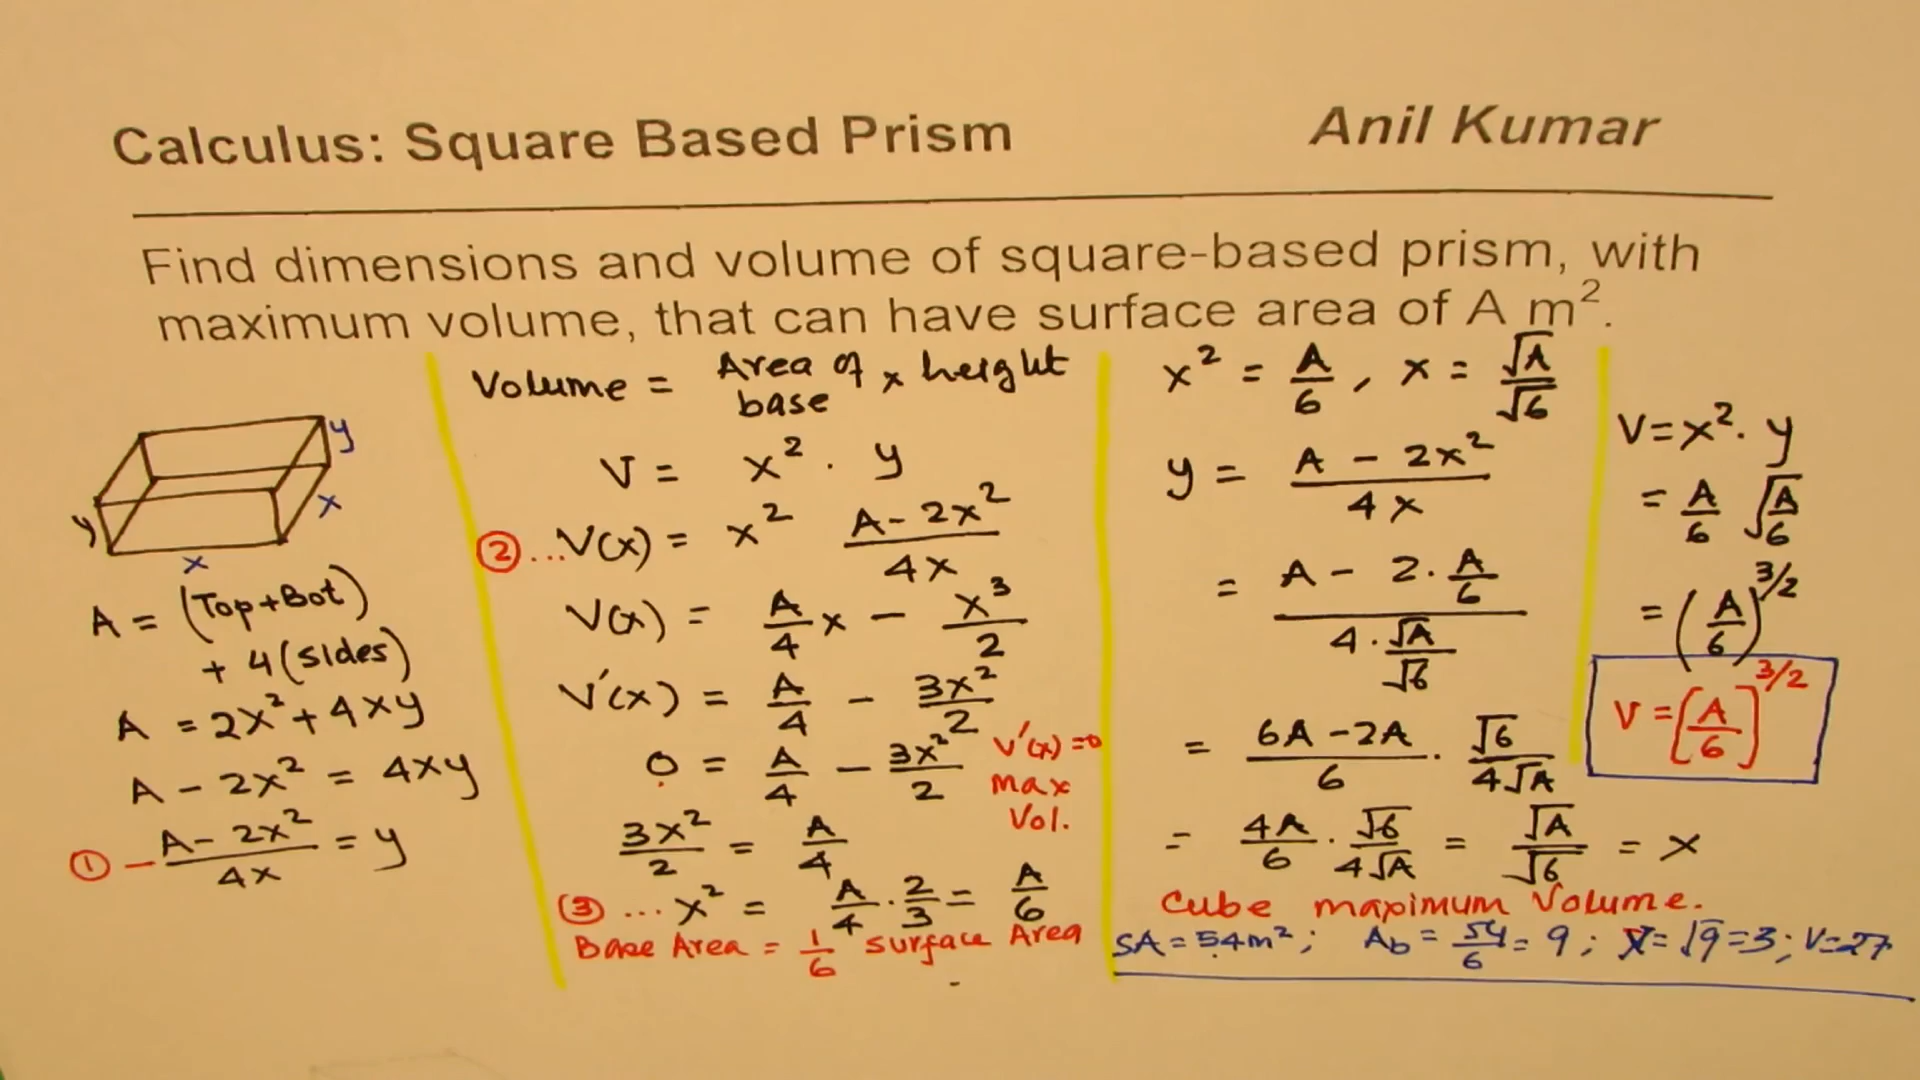 Calculus: Square Based Prism
Anil Kumar
Find dimensions and volume of square-based prism, with
maximum volume, that can have surface area of A m².
y
x
y
x
A = (Top+Bot)
+ 4(sides)
A = 2x² + 4xy
A - 2x² = 4xy
① - (A - 2x²)/(4x) = y
Volume = Area of base x height
V = x² . y
② ... V(x) = x² (A - 2x²)/(4x)
V(x) = A/4 x - x³/2
V'(x) = A/4 - 3x²/2
0 = A/4 - 3x²/2
V'(x) = 0
max
Vol.
3x²/2 = A/4
③ ... x² = A/4 . 2/3 = A/6
Base Area = 1/6 surface Area
x² = A/6 , x = √A/√6
y = (A - 2x²)/(4x)
= (A - 2 . A/6)/(4 . √A/√6)
= (6A - 2A)/6 . √6/(4√A)
= 4A/6 . √6/(4√A) = √A/√6 = x
Cube maximum Volume.
SA = 54m² ; A_b = 54/6 = 9 ; x = √9 = 3 ; V = 27
V = x² . y
= A/6 √(A/6)
= (A/6)^3/2
V = [A/6]^3/2